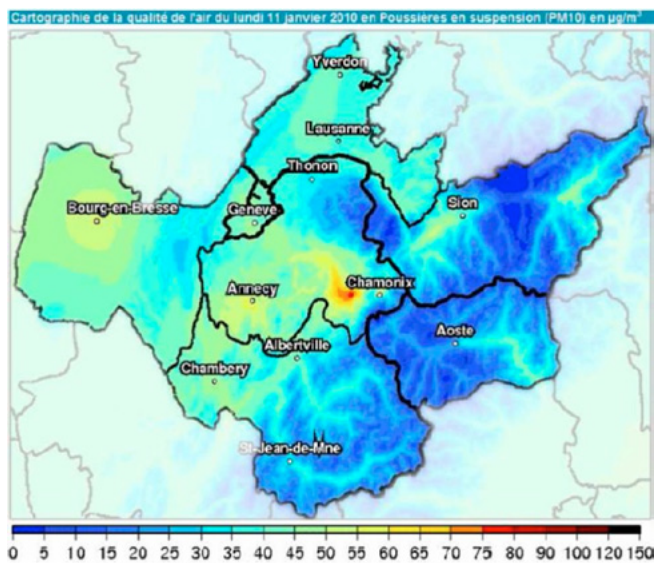 Cartographie de la qualité de l'air du lundi 11 janvier 2010 en Poussières en suspension (PM10) en µg/m³
Yverdon
Lausanne
Thonon
Bourg-en-Bresse
Genève
Sion
Annecy
Chamonix
Aoste
Albertville
Chambery
St-Jean-de-Mne
0 5 10 15 20 25 30 35 40 45 55 50 60 65 70 75 80 90 100 120 150